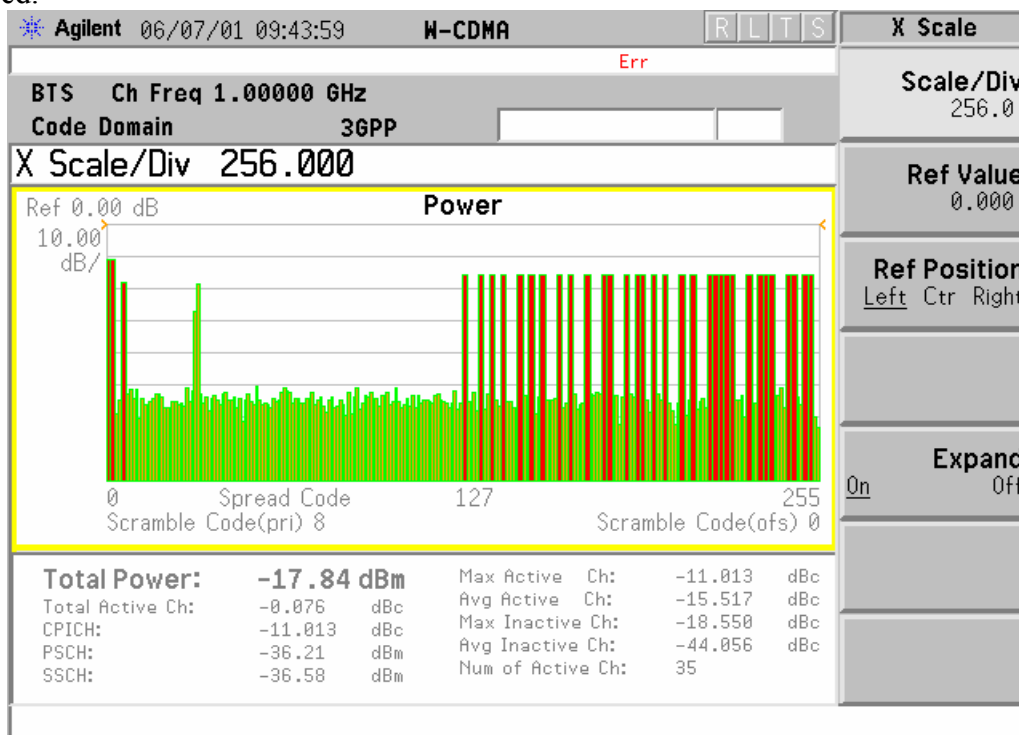 ed.
Agilent 06/07/01 09:43:59 W-CDMA R L T S X Scale
Err
BTS Ch Freq 1.00000 GHz
Code Domain 3GPP
Scale/Div
256.0
X Scale/Div 256.000
Ref Value
0.000
Ref 0.00 dB Power
10.00
dB/
Ref Position
Left Ctr Right
Expand
On Off
0 Spread Code 127 255
Scramble Code(pri) 8 Scramble Code(ofs) 0
Total Power: -17.84 dBm
Total Active Ch: -0.076 dBc
CPICH: -11.013 dBc
PSCH: -36.21 dBm
SSCH: -36.58 dBm
Max Active Ch: -11.013 dBc
Avg Active Ch: -15.517 dBc
Max Inactive Ch: -18.550 dBc
Avg Inactive Ch: -44.056 dBc
Num of Active Ch: 35